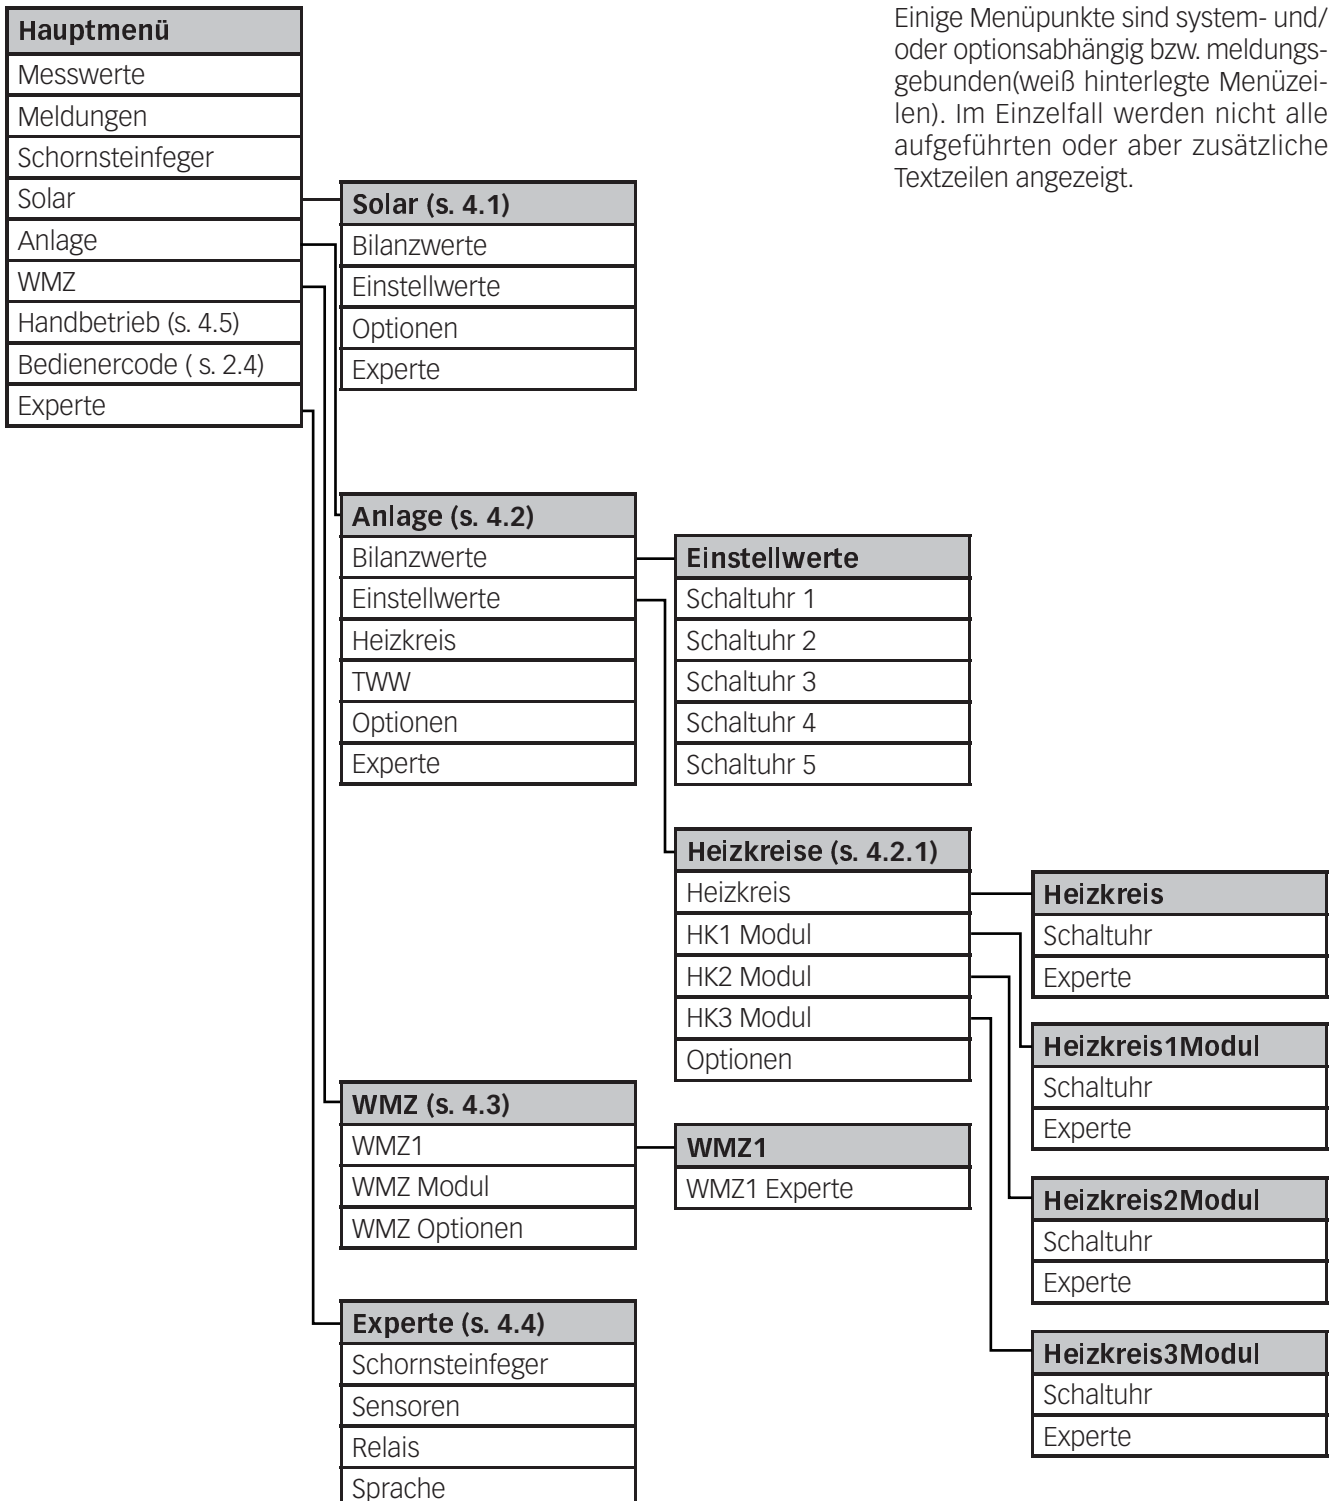 Hauptmenü
Messwerte
Meldungen
Schornsteinfeger
Solar
Anlage
WMZ
Handbetrieb (s. 4.5)
Bedienercode ( s. 2.4)
Experte
Einige Menüpunkte sind system- und/
oder optionsabhängig bzw. meldungs-
gebunden(weiß hinterlegte Menüzei-
len). Im Einzelfall werden nicht alle
aufgeführten oder aber zusätzliche
Textzeilen angezeigt.
Solar (s. 4.1)
Bilanzwerte
Einstellwerte
Optionen
Experte
Anlage (s. 4.2)
Bilanzwerte
Einstellwerte
Heizkreis
TWW
Optionen
Experte
Einstellwerte
Schaltuhr 1
Schaltuhr 2
Schaltuhr 3
Schaltuhr 4
Schaltuhr 5
Heizkreise (s. 4.2.1)
Heizkreis
HK1 Modul
HK2 Modul
HK3 Modul
Optionen
Heizkreis
Schaltuhr
Experte
Heizkreis1Modul
Schaltuhr
Experte
Heizkreis2Modul
Schaltuhr
Experte
Heizkreis3Modul
Schaltuhr
Experte
WMZ (s. 4.3)
WMZ1
WMZ Modul
WMZ Optionen
WMZ1
WMZ1 Experte
Experte (s. 4.4)
Schornsteinfeger
Sensoren
Relais
Sprache